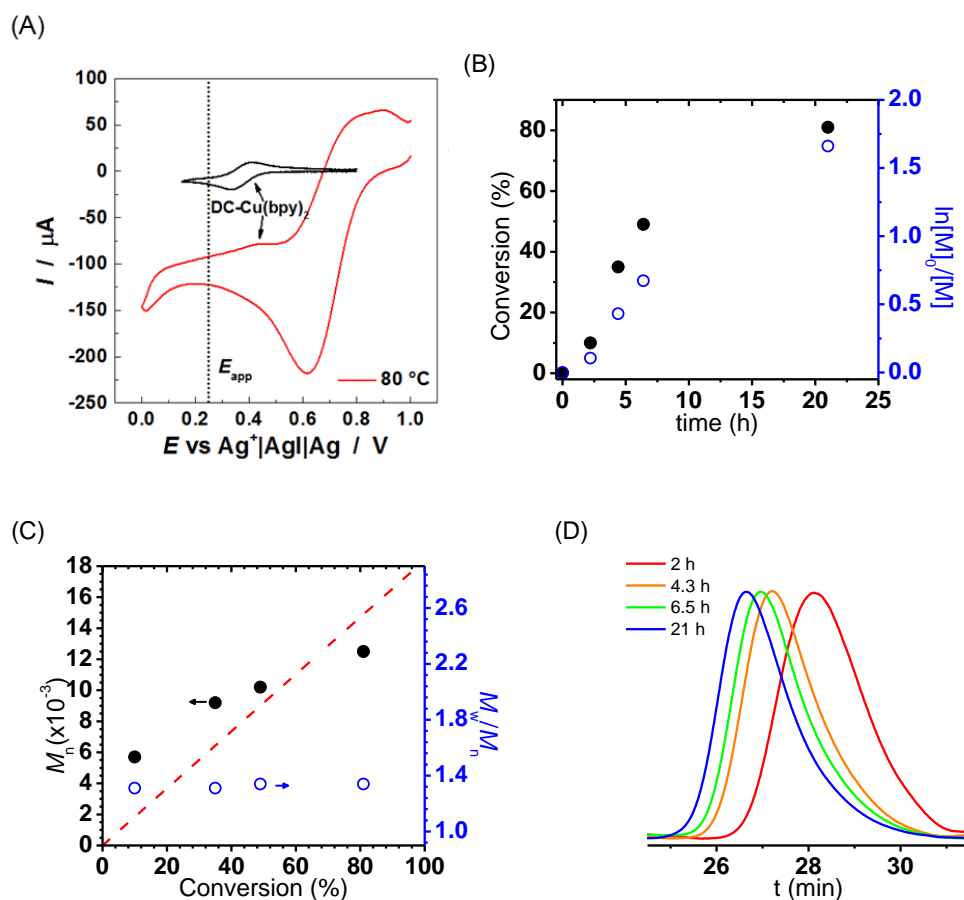 (A)
100
50
0
-50
-100
-150
-200
-250
I / μA
DC-Cu(bpy)2
Eapp
80 °C
0.0 0.2 0.4 0.6 0.8 1.0
E vs Ag+|AgI|Ag / V
(B)
80
60
40
20
0
Conversion (%)
2.0
1.5
1.0
0.5
0.0
ln[M]0/[M]
0 5 10 15 20 25
time (h)
(C)
18
16
14
12
10
8
6
4
2
0
Mn(x10-3)
2.6
2.2
1.8
1.4
1.0
Mw/Mn
0 20 40 60 80 100
Conversion (%)
(D)
2 h
4.3 h
6.5 h
21 h
26 28 30
t (min)